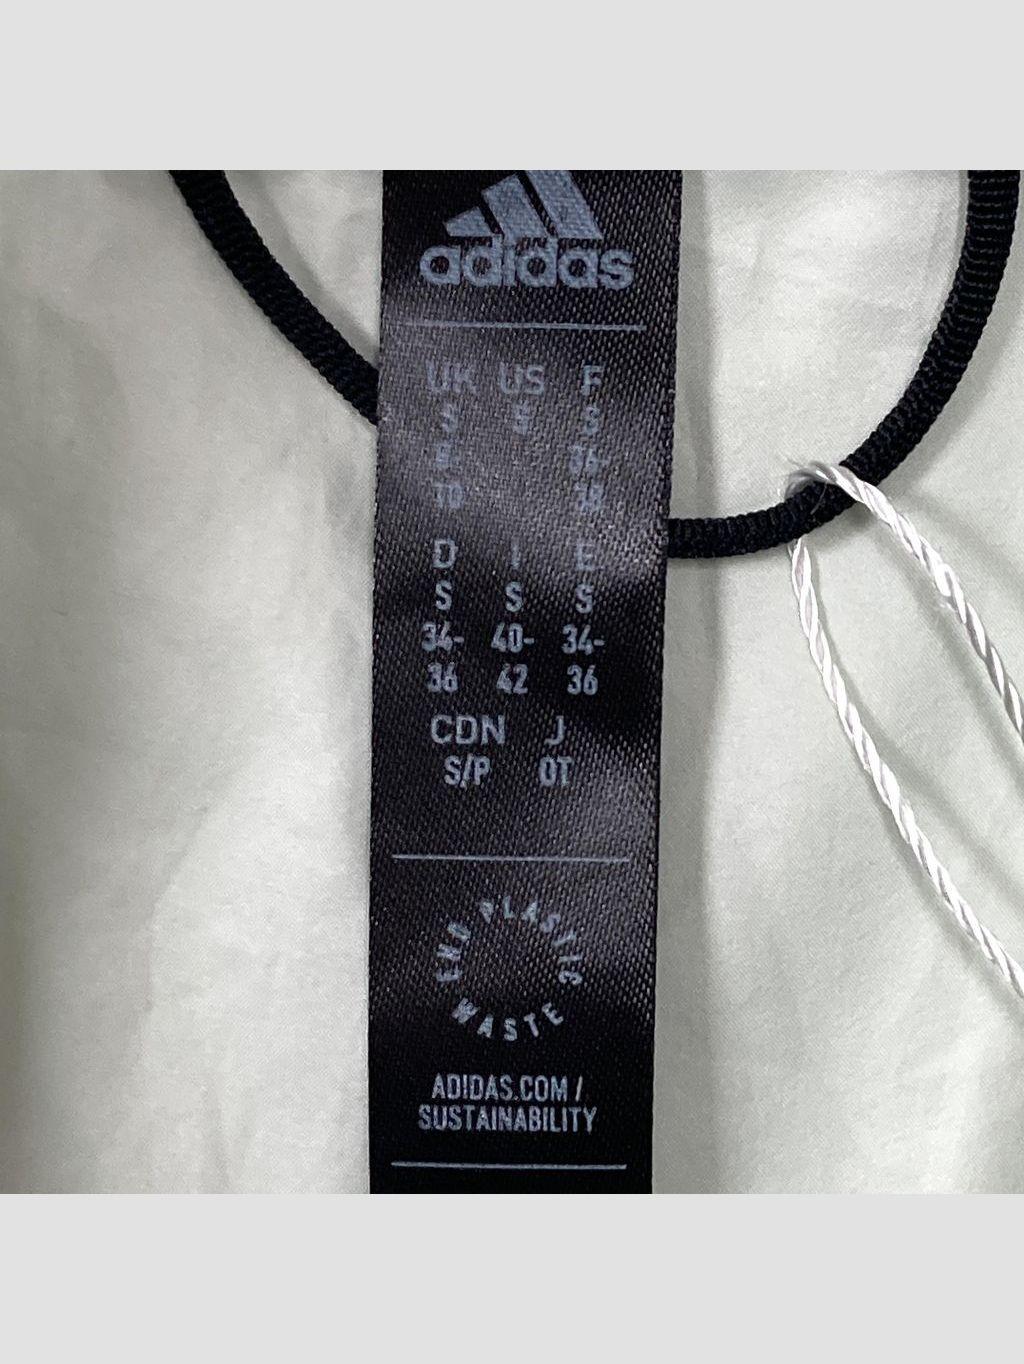 adidas
UK US F
S S S
8- 36-
10 38
D I E
S S S
34- 40- 34-
36 42 36
CDN J
S/P OT
END PLASTIC WASTE
ADIDAS.COM /
SUSTAINABILITY